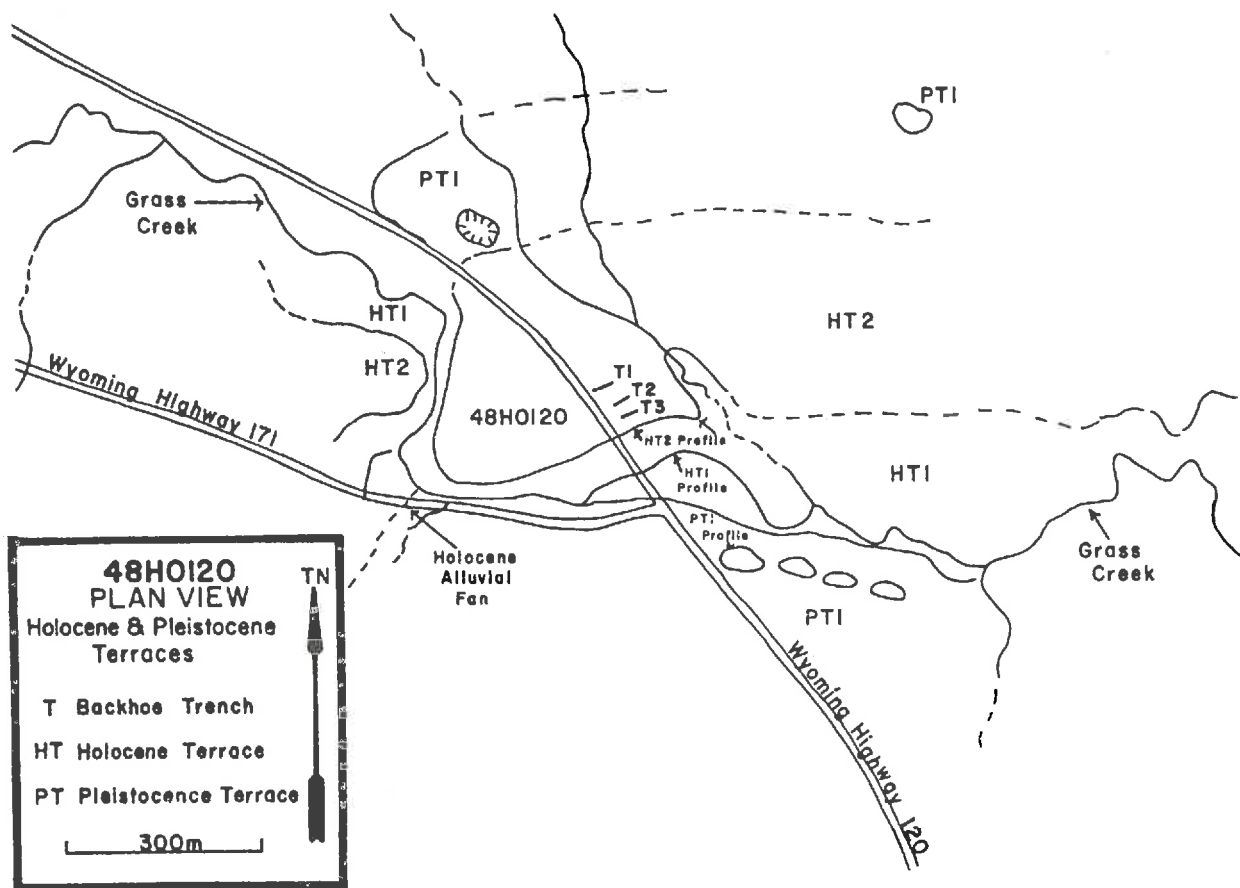 PT1
PT1
Grass
Creek
HT1
HT2
HT2
Wyoming Highway 171
48HO120
T1
T2
T3
HT2 Profile
HT1
Profile
HT1
PT1
Profile
Grass
Creek
Holocene
Alluvial
Fan
PT1
Wyoming Highway 120
48HO120
PLAN VIEW
TN
Holocene & Pleistocene
Terraces
T Backhoe Trench
HT Holocene Terrace
PT Pleistocence Terrace
300m